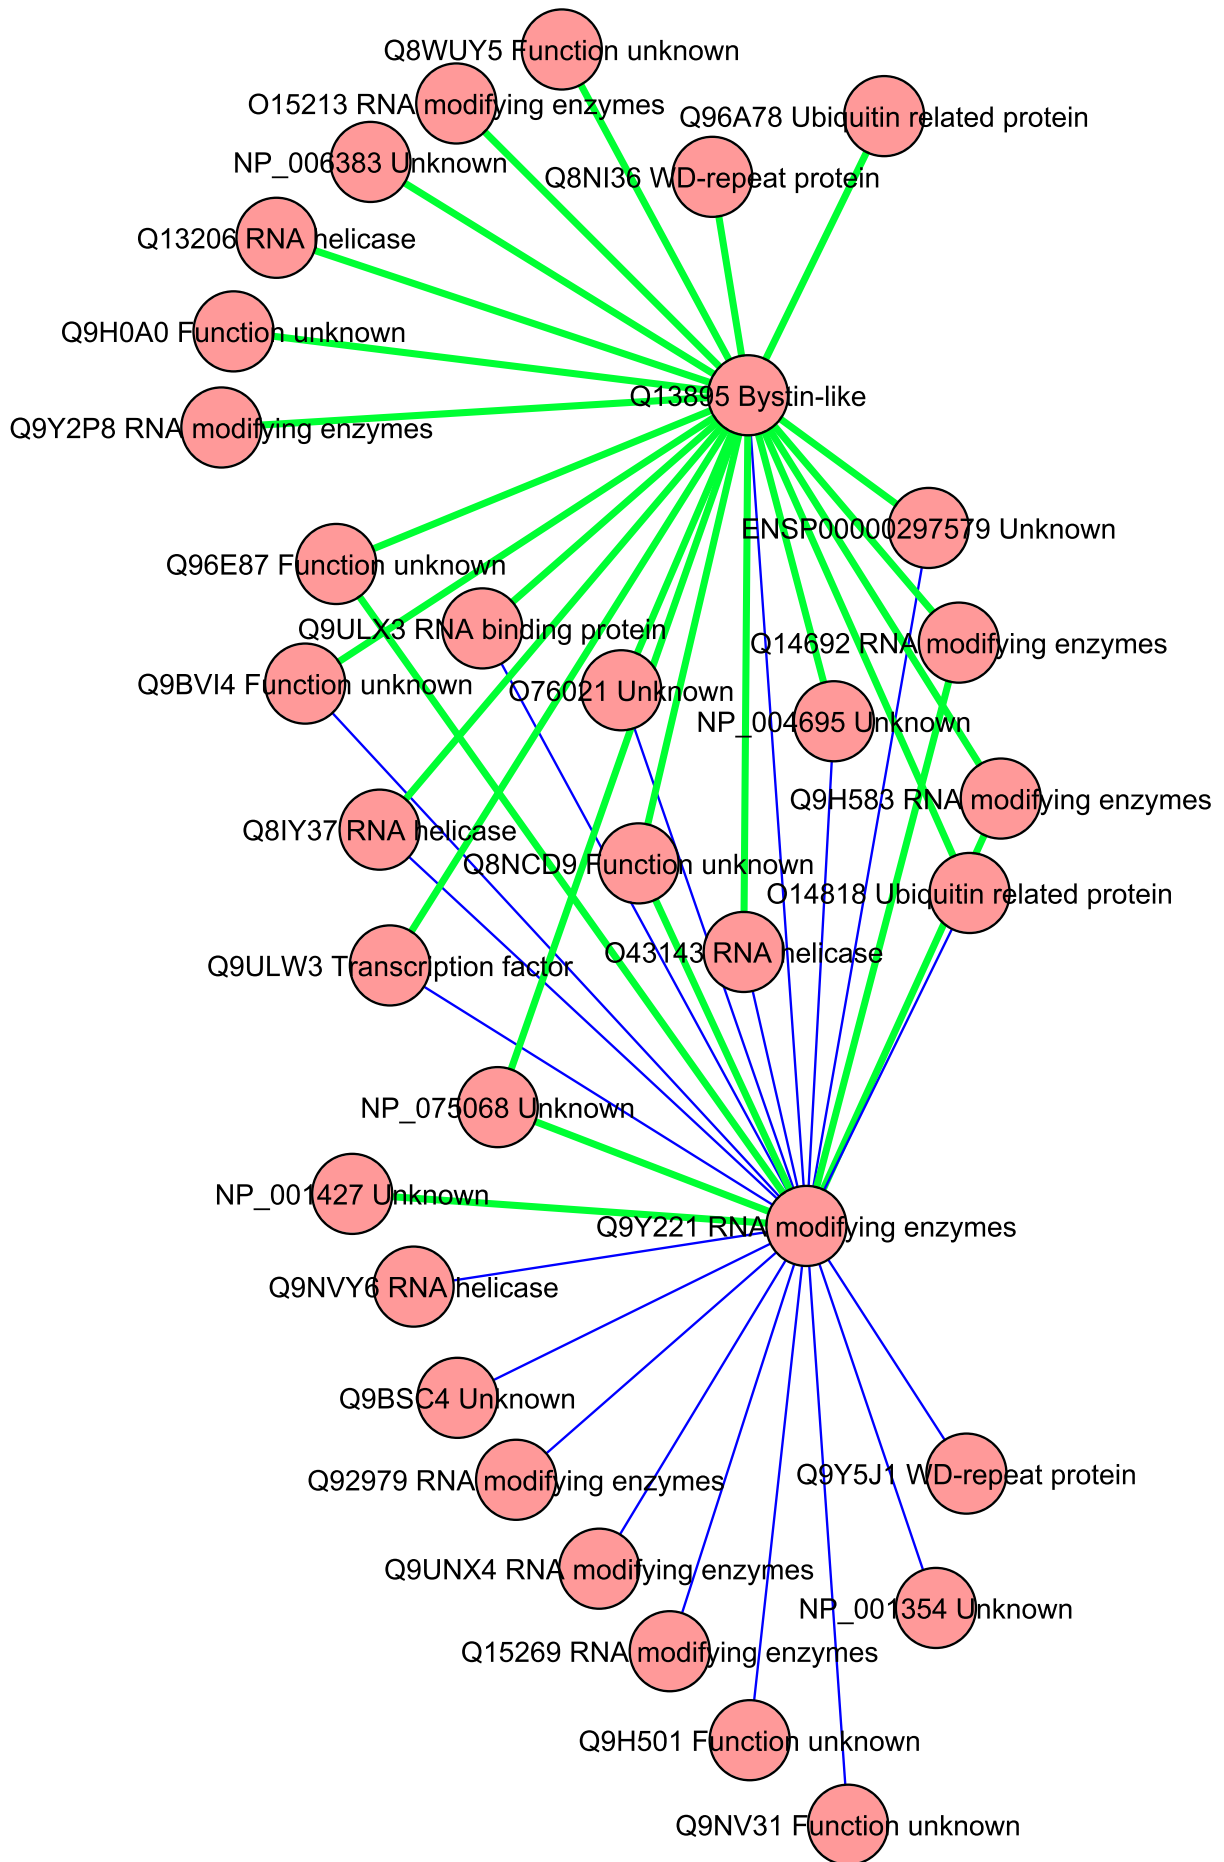 Q8WUY5 Function unknown
O15213 RNA modifying enzymes
Q96A78 Ubiquitin related protein
NP_006383 Unknown
Q8NI36 WD-repeat protein
Q13206 RNA helicase
Q9H0A0 Function unknown
Q13895 Bystin-like
Q9Y2P8 RNA modifying enzymes
ENSP00000297579 Unknown
Q96E87 Function unknown
Q9ULX3 RNA binding protein
Q14692 RNA modifying enzymes
Q9BVI4 Function unknown
O76021 Unknown
NP_004695 Unknown
Q9H583 RNA modifying enzymes
Q8IY37 RNA helicase
Q8NCD9 Function unknown
O14818 Ubiquitin related protein
O43143 RNA helicase
Q9ULW3 Transcription factor
NP_075068 Unknown
NP_001427 Unknown
Q9Y221 RNA modifying enzymes
Q9NVY6 RNA helicase
Q9BSC4 Unknown
Q9Y5J1 WD-repeat protein
Q92979 RNA modifying enzymes
Q9UNX4 RNA modifying enzymes
NP_001354 Unknown
Q15269 RNA modifying enzymes
Q9H501 Function unknown
Q9NV31 Function unknown